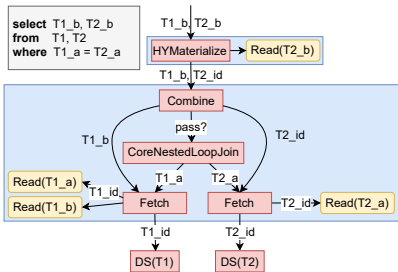 select T1_b, T2_b
from T1, T2
where T1_a = T2_a
T1_b, T2_b
HYMaterialize
Read(T2_b)
T1_b, T2_id
Combine
pass?
T1_b
T2_id
CoreNestedLoopJoin
T1_a
T2_a
Read(T1_a)
T1_id
Read(T1_b)
Fetch
Fetch
T2_id
Read(T2_a)
T1_id
T2_id
DS(T1)
DS(T2)